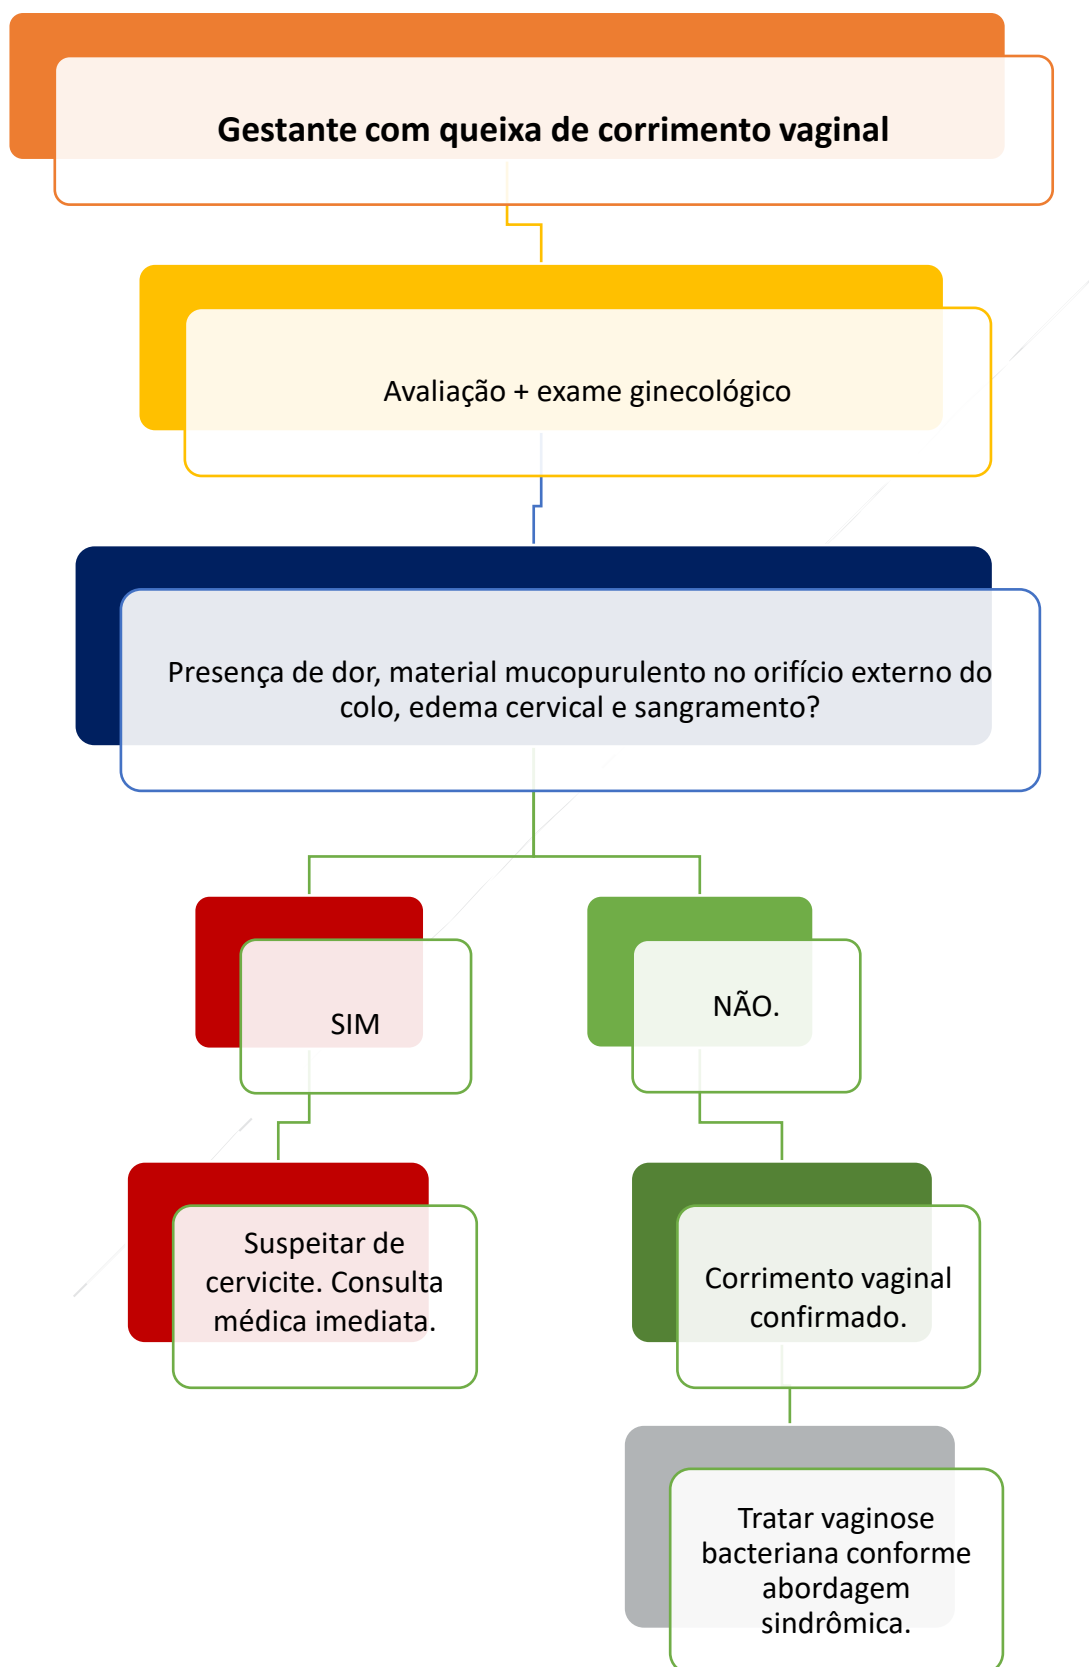 Gestante com queixa de corrimento vaginal
Avaliação + exame ginecológico
Presença de dor, material mucopurulento no orifício externo do
colo, edema cervical e sangramento?
SIM
NÃO.
Suspeitar de
cervicite. Consulta
médica imediata.
Corrimento vaginal
confirmado.
Tratar vaginose
bacteriana conforme
abordagem
sindrômica.